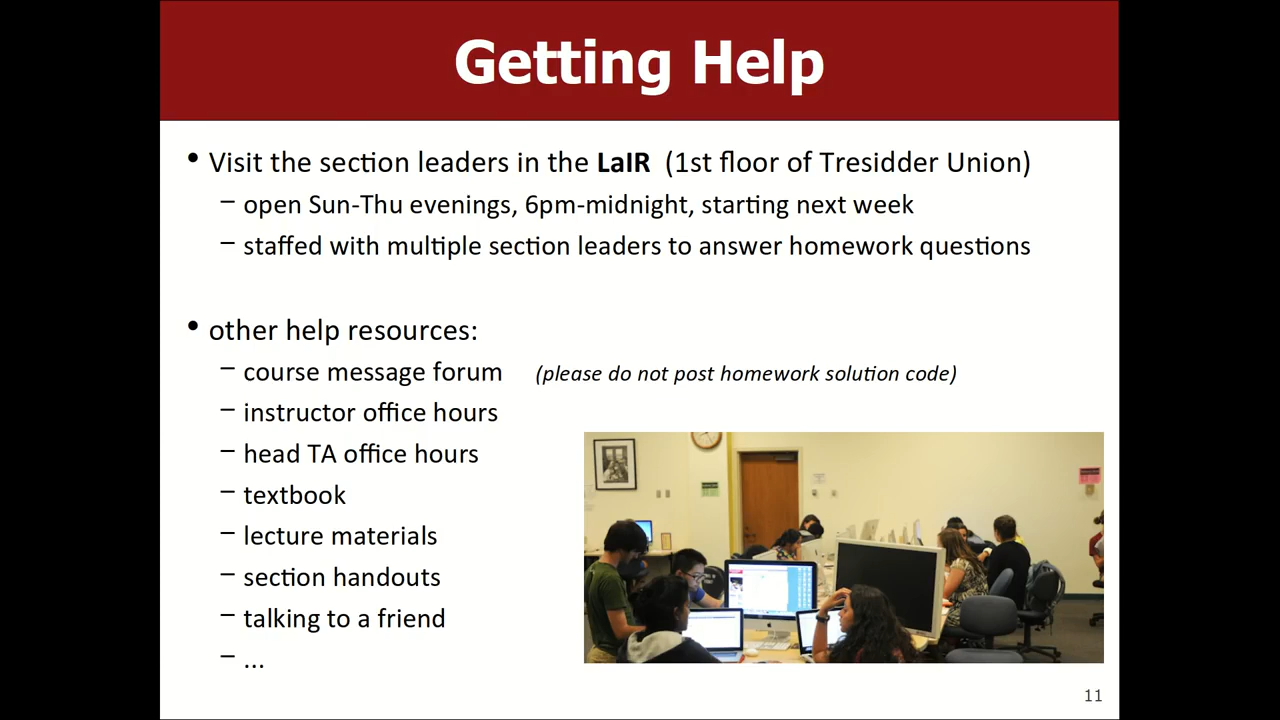 Getting Help
• Visit the section leaders in the LaIR (1st floor of Tresidder Union)
– open Sun-Thu evenings, 6pm-midnight, starting next week
– staffed with multiple section leaders to answer homework questions
• other help resources:
– course message forum (please do not post homework solution code)
– instructor office hours
– head TA office hours
– textbook
– lecture materials
– section handouts
– talking to a friend
– ...
11